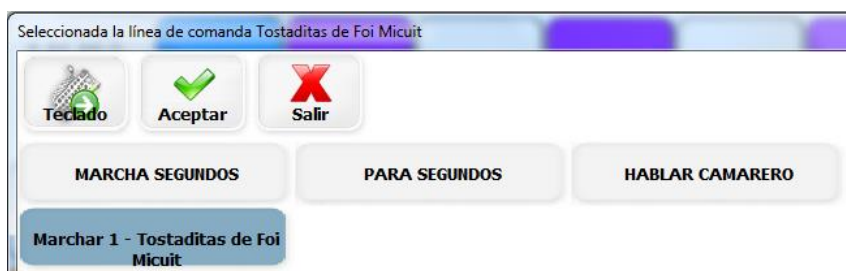 Seleccionada la línea de comanda Tostaditas de Foi Micuit
Teclado Aceptar Salir
MARCHA SEGUNDOS PARA SEGUNDOS HABLAR CAMARERO
Marchar 1 - Tostaditas de Foi
Micuit